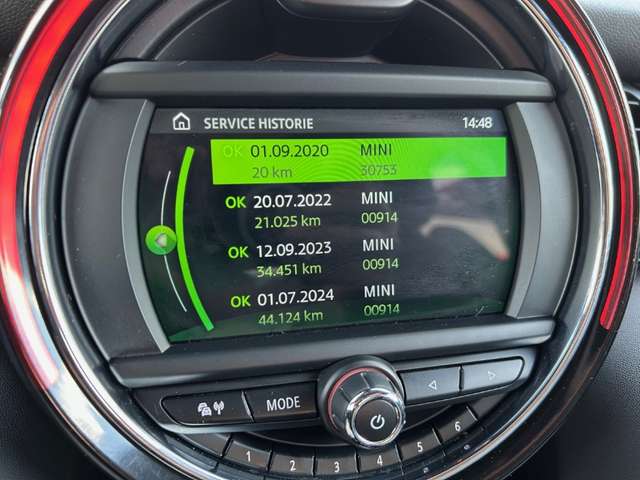 SERVICE HISTORIE 14:48
OK 01.09.2020 MINI
20 km 30753
OK 20.07.2022 MINI
21.025 km 00914
OK 12.09.2023 MINI
34.451 km 00914
OK 01.07.2024 MINI
44.124 km 00914
MODE
1 2 3 4 5 6